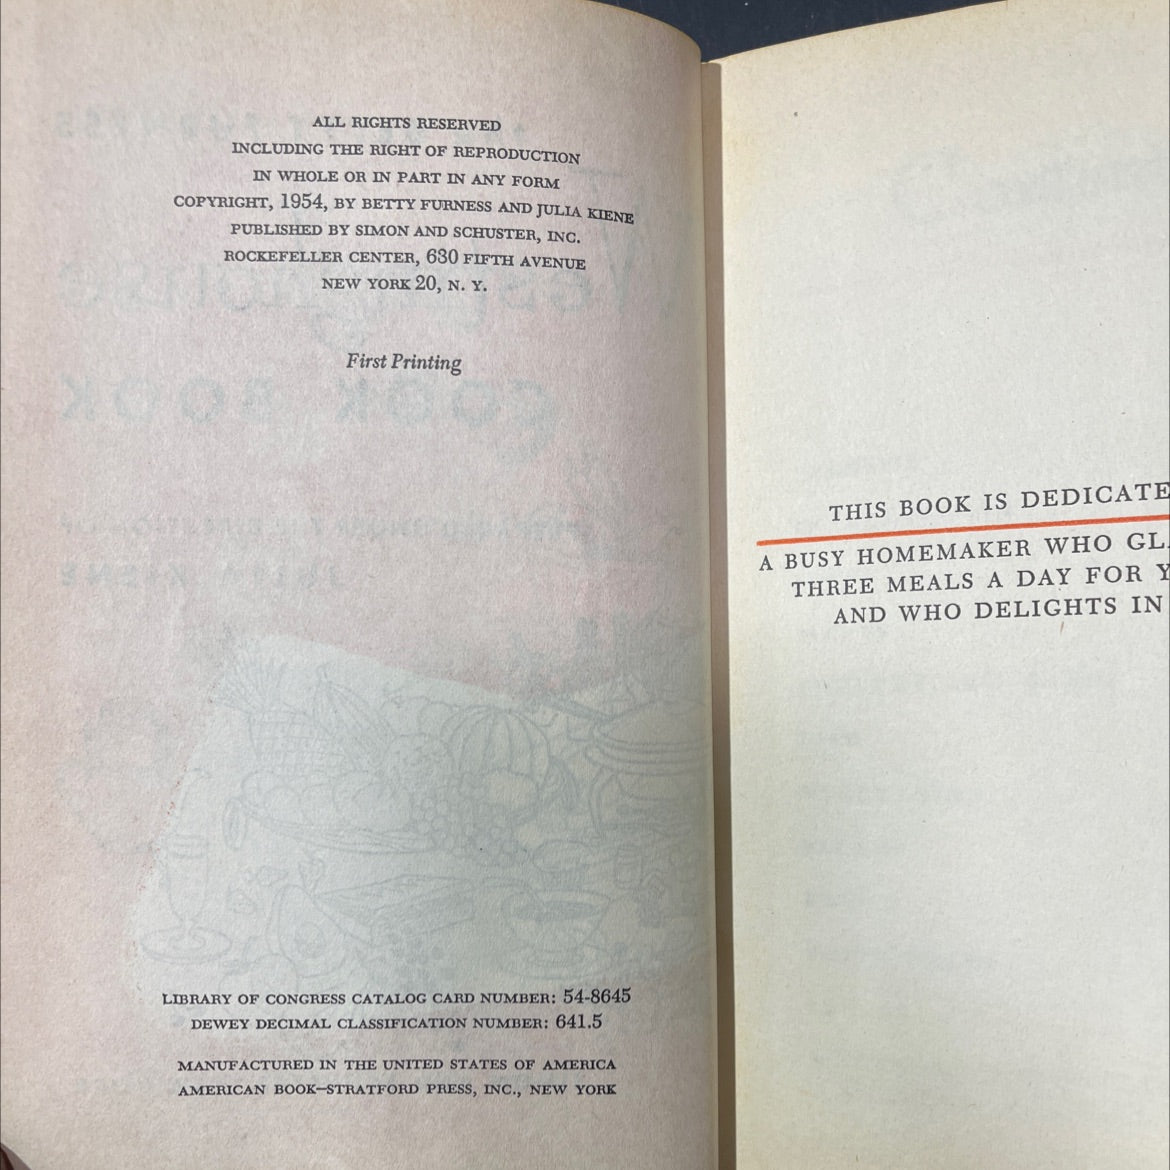 ALL RIGHTS RESERVED
INCLUDING THE RIGHT OF REPRODUCTION
IN WHOLE OR IN PART IN ANY FORM
COPYRIGHT, 1954, BY BETTY FURNESS AND JULIA KIENE
PUBLISHED BY SIMON AND SCHUSTER, INC.
ROCKEFELLER CENTER, 630 FIFTH AVENUE
NEW YORK 20, N. Y.
First Printing
LIBRARY OF CONGRESS CATALOG CARD NUMBER: 54-8645
DEWEY DECIMAL CLASSIFICATION NUMBER: 641.5
MANUFACTURED IN THE UNITED STATES OF AMERICA
AMERICAN BOOK—STRATFORD PRESS, INC., NEW YORK
THIS BOOK IS DEDICATE
A BUSY HOMEMAKER WHO GL
THREE MEALS A DAY FOR Y
AND WHO DELIGHTS IN